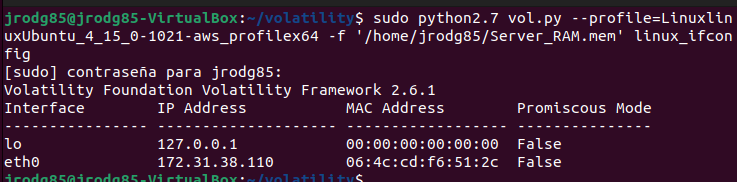 jrodg85@jrodg85-VirtualBox:~/volatility$ sudo python2.7 vol.py --profile=Linuxlin
uxUbuntu_4_15_0-1021-aws_profilex64 -f '/home/jrodg85/Server_RAM.mem' linux_ifcon
fig
[sudo] contraseña para jrodg85:
Volatility Foundation Volatility Framework 2.6.1
Interface        IP Address           MAC Address        Promiscous Mode
---------------- -------------------- ------------------ ---------------
lo               127.0.0.1            00:00:00:00:00:00  False
eth0             172.31.38.110        06:4c:cd:f6:51:2c  False
jrodg85@jrodg85-VirtualBox:~/volatility$